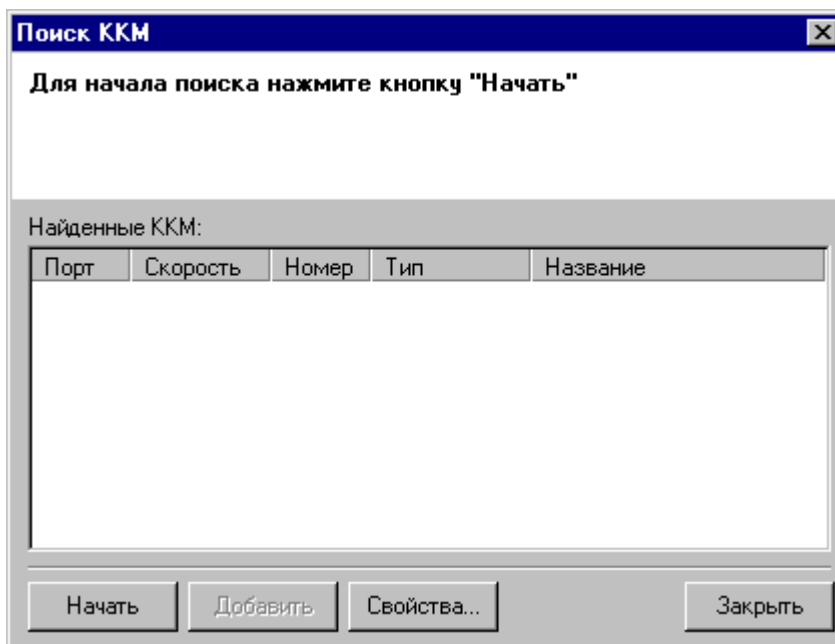 Поиск ККМ
Для начала поиска нажмите кнопку "Начать"
Найденные ККМ:
Порт Скорость Номер Тип Название
Начать Добавить Свойства... Закрыть